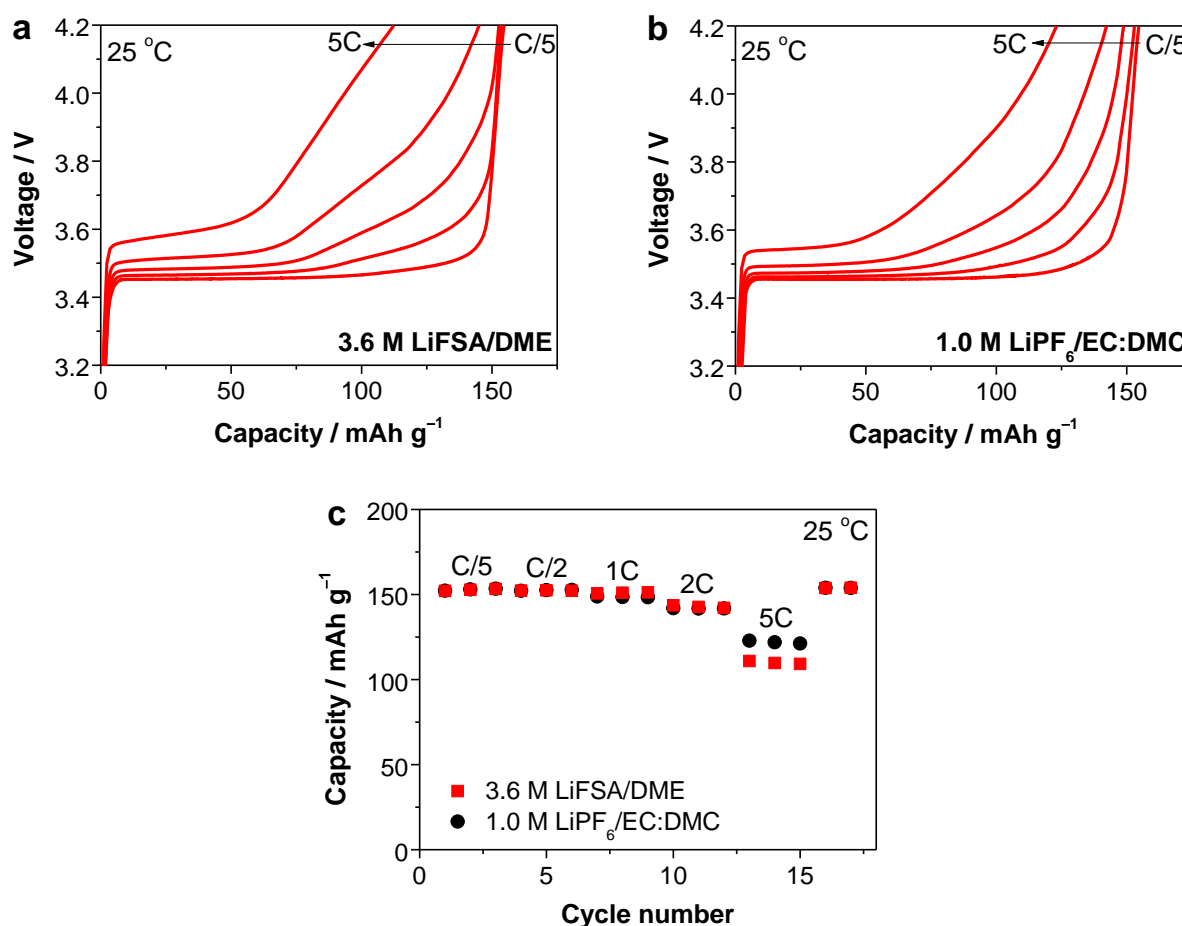 a
25 °C
5C
C/5
4.2
4.0
3.8
3.6
3.4
3.2
Voltage / V
3.6 M LiFSA/DME
0
50
100
150
Capacity / mAh g⁻¹
b
25 °C
5C
C/5
4.2
4.0
3.8
3.6
3.4
3.2
Voltage / V
1.0 M LiPF₆/EC:DMC
0
50
100
150
Capacity / mAh g⁻¹
c
25 °C
200
150
100
50
0
Capacity / mAh g⁻¹
C/5
C/2
1C
2C
5C
3.6 M LiFSA/DME
1.0 M LiPF₆/EC:DMC
0
5
10
15
Cycle number